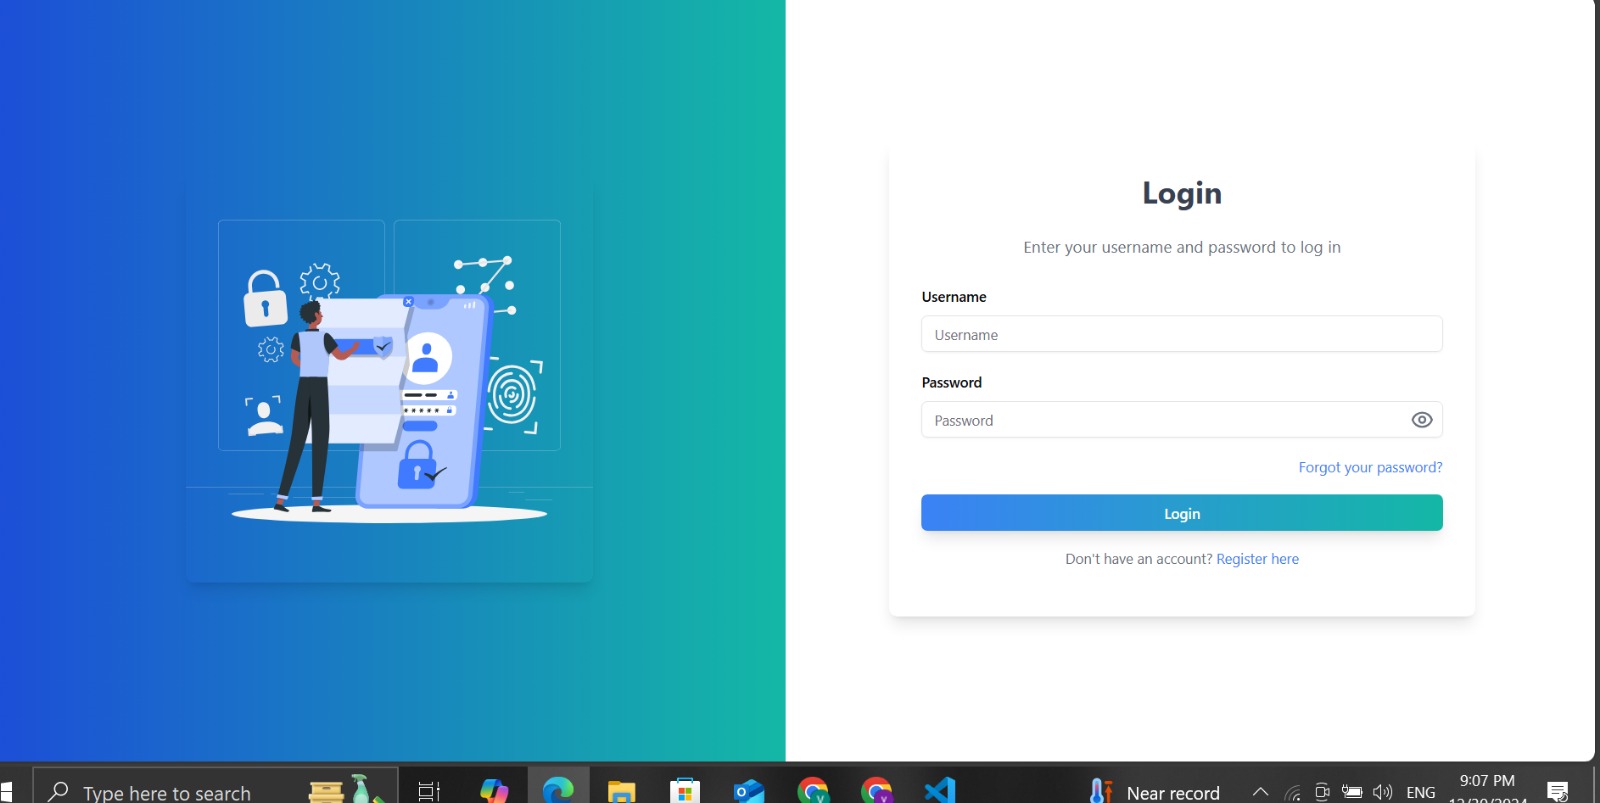 Login
Enter your username and password to log in
Username
Username
Password
Password
Forgot your password?
Login
Don't have an account? Register here
Type here to search
Near record
ENG
9:07 PM